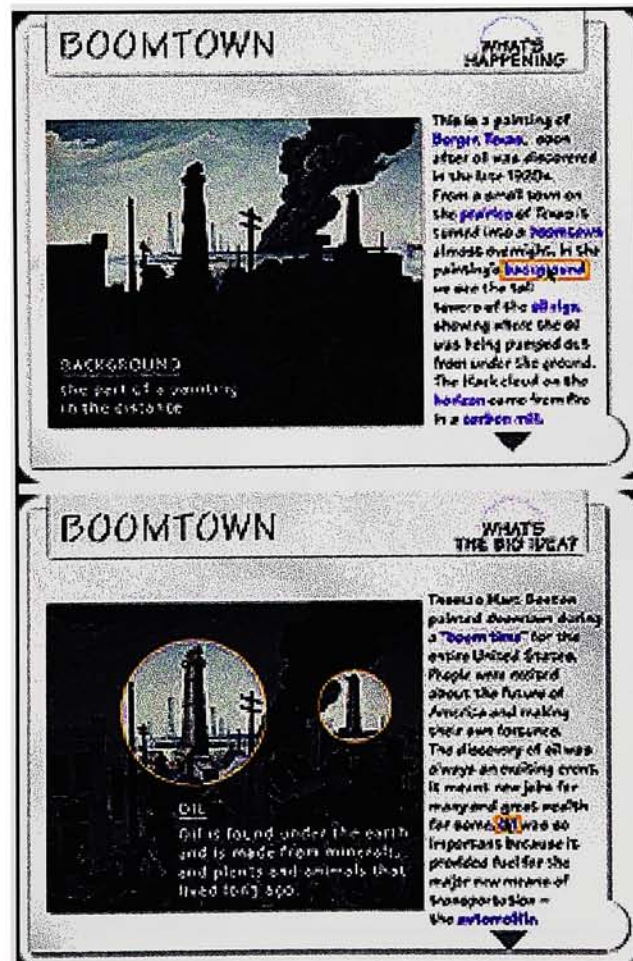 BOOMTOWN
WHAT'S
HAPPENING
This is a painting of
Borger, Texas, soon
after oil was discovered
in the late 1920s.
From a small town on
the prairies of Texas it
turned into a boomtown
almost overnight. In the
painting's background
we see the tall
towers of the oil rigs,
showing where the oil
was being pumped out
from under the ground.
The black cloud on the
horizon came from fire
in a carbon mill.
BACKGROUND
the part of a painting
in the distance
BOOMTOWN
WHAT'S
THE BIG IDEA?
Thomas Hart Benton
painted Boomtown during
a "boom time" for the
entire United States.
People were excited
about the future of
America and making
their own fortunes.
The discovery of oil was
always an exciting event.
It meant new jobs for
many and great wealth
for some. Oil was so
important because it
provided fuel for the
major new means of
transportation –
the automobile.
OIL
Oil is found under the earth
and is made from minerals,
and plants and animals that
lived long ago.